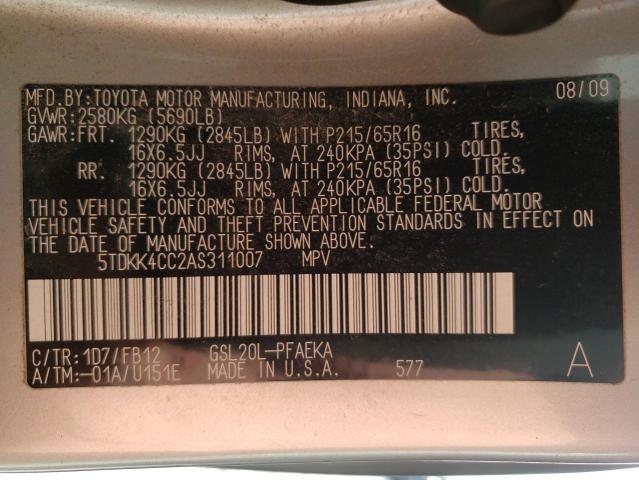 MFD.BY:TOYOTA MOTOR MANUFACTURING, INDIANA, INC. 08/09
GVWR:2580KG (5690LB)
GAWR:FRT. 1290KG (2845LB) WITH P215/65R16 TIRES,
16X6.5JJ RIMS, AT 240KPA (35PSI) COLD.
RR. 1290KG (2845LB) WITH P215/65R16 TIRES,
16X6.5JJ RIMS, AT 240KPA (35PSI) COLD.
THIS VEHICLE CONFORMS TO ALL APPLICABLE FEDERAL MOTOR
VEHICLE SAFETY AND THEFT PREVENTION STANDARDS IN EFFECT ON
THE DATE OF MANUFACTURE SHOWN ABOVE.
5TDKK4CC2AS311007 MPV
C/TR:1D7/FB12 GSL20L-PFAEKA
A/TM:-01A/U151E MADE IN U.S.A. 577 A